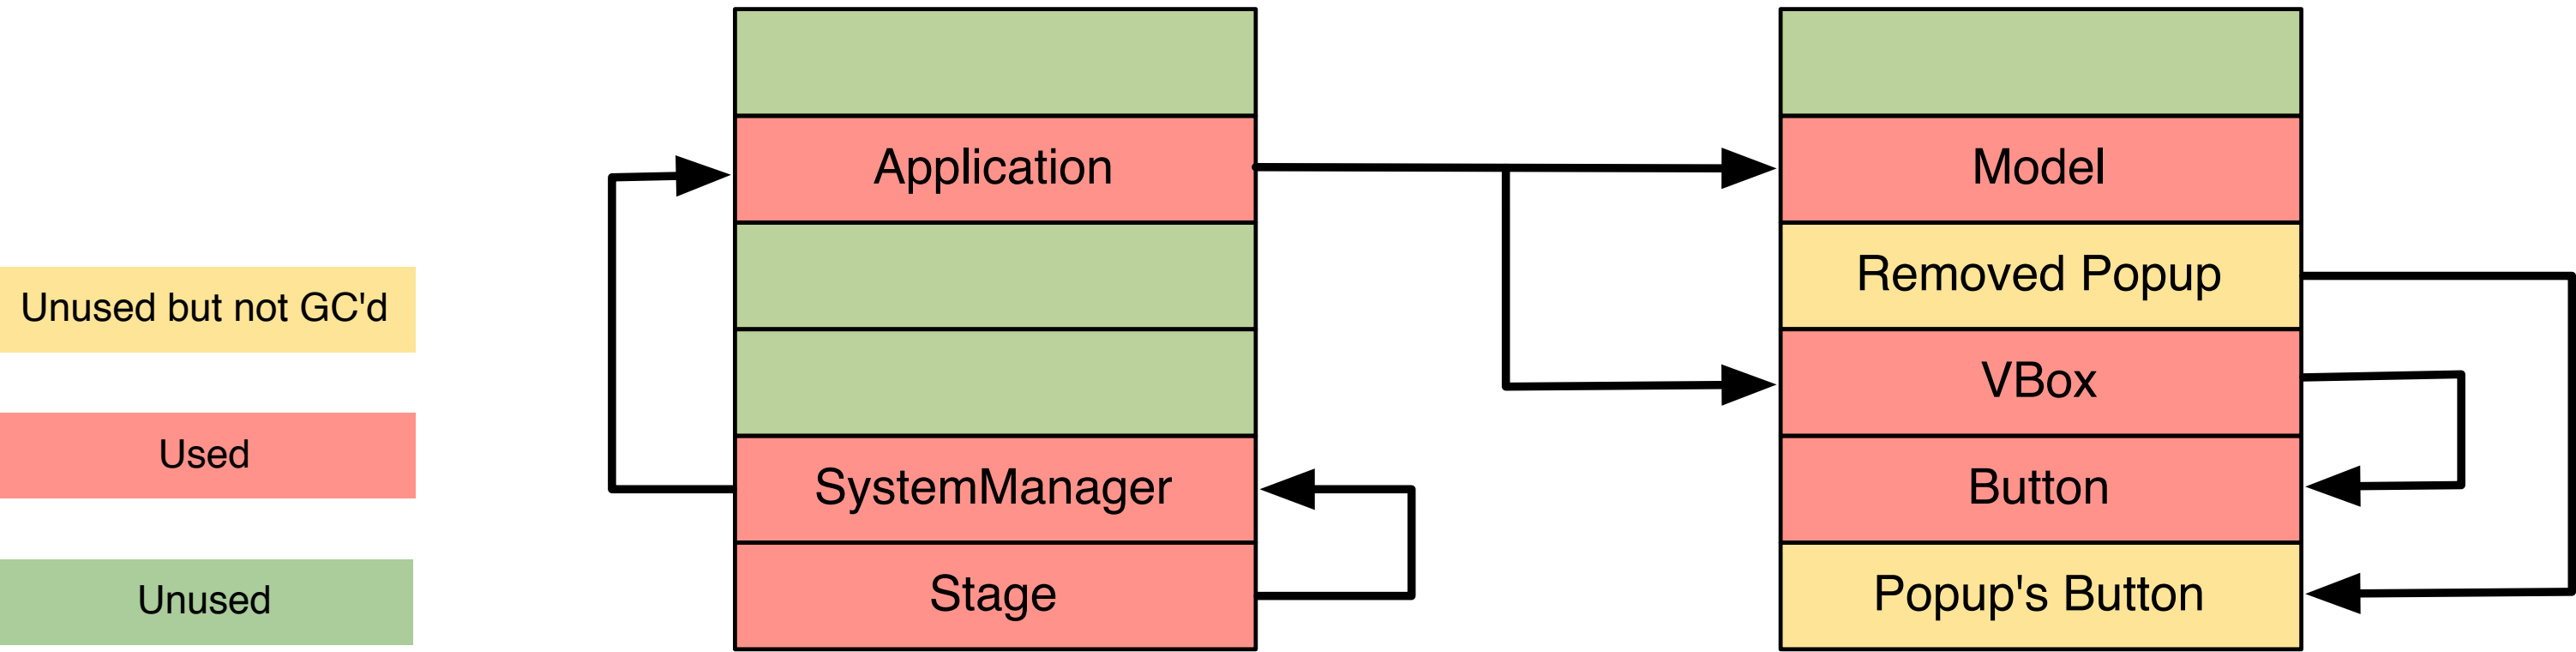 Unused but not GC'd
Used
Unused
Application
SystemManager
Stage
Model
Removed Popup
VBox
Button
Popup's Button